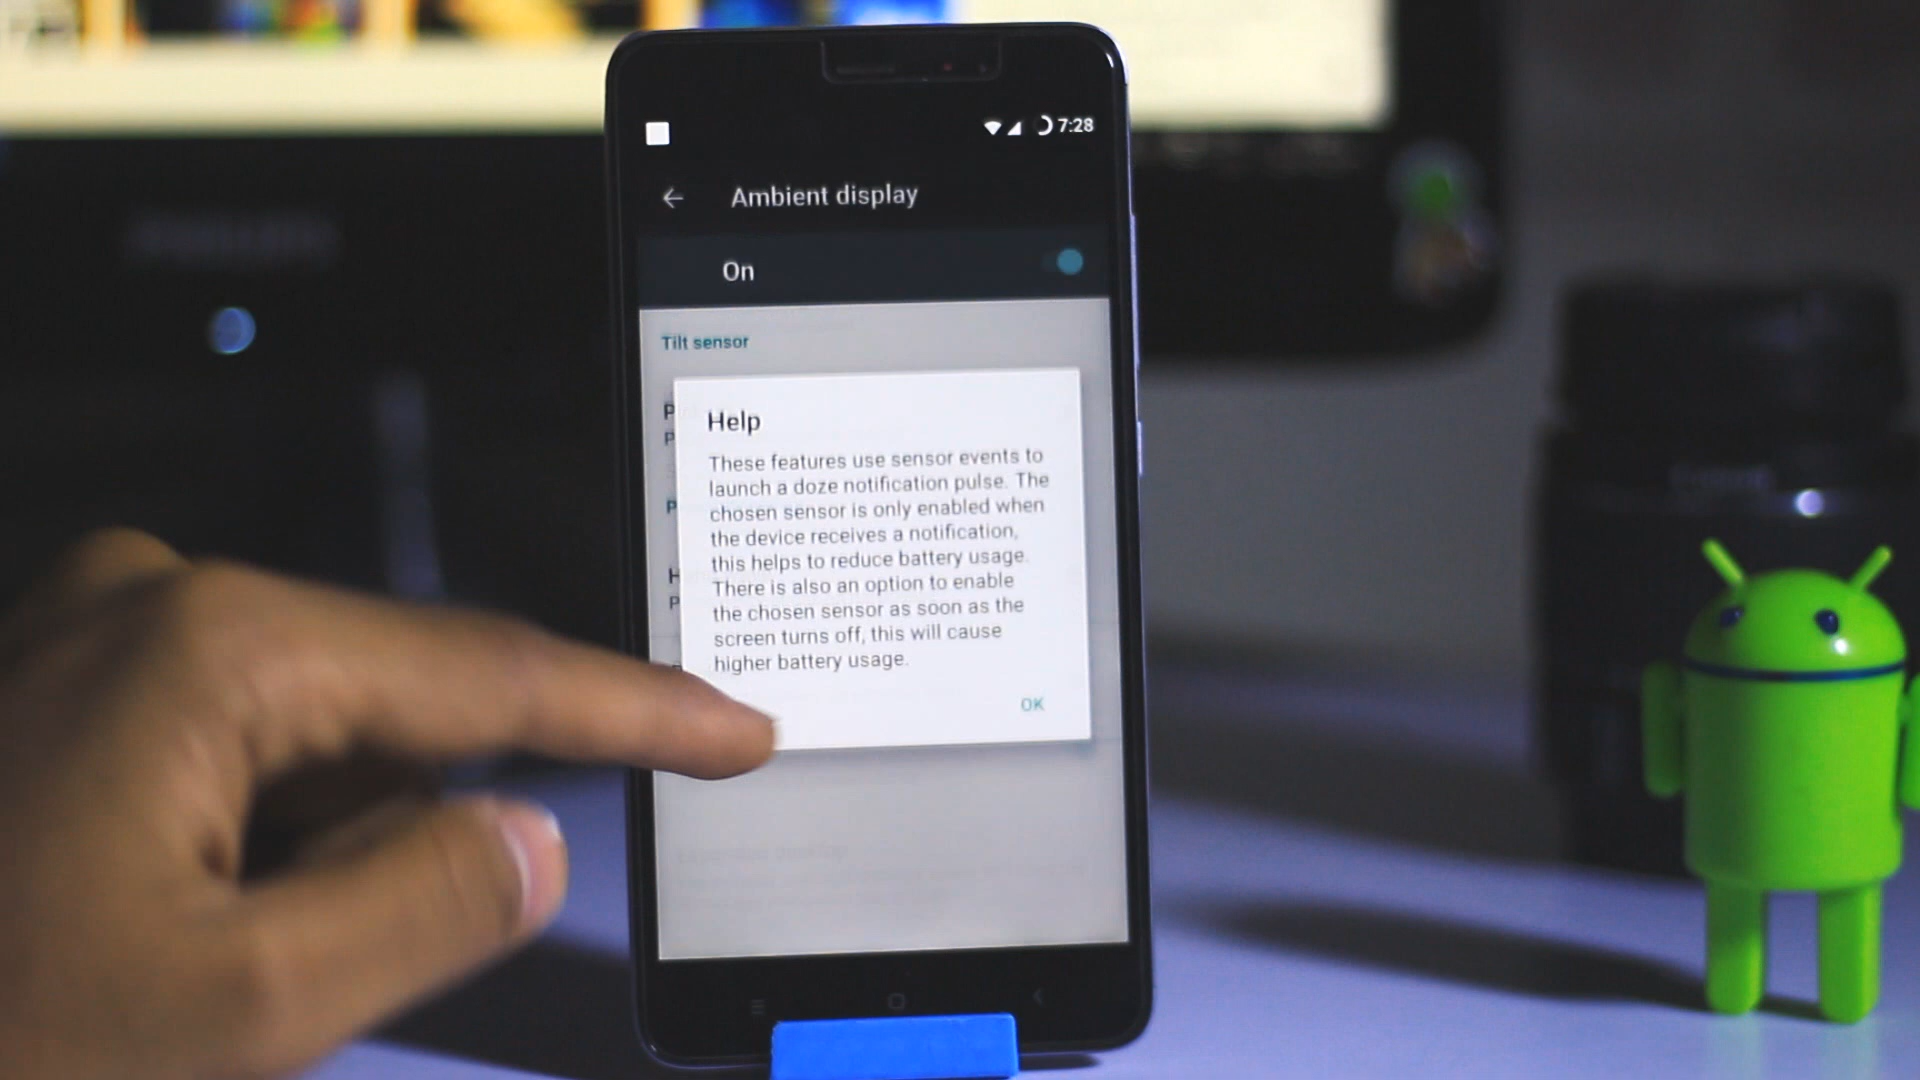 7:28
Ambient display
On
Tilt sensor
P
P
Help
These features use sensor events to
launch a doze notification pulse. The
chosen sensor is only enabled when
the device receives a notification,
this helps to reduce battery usage.
There is also an option to enable
the chosen sensor as soon as the
screen turns off, this will cause
higher battery usage.
P
H
P
OK